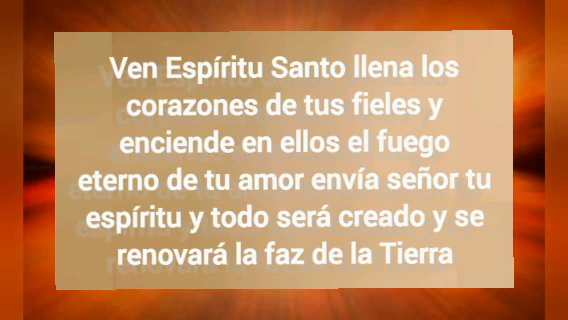 Ven Espíritu Santo llena los
corazones de tus fieles y
enciende en ellos el fuego
eterno de tu amor envía señor tu
espíritu y todo será creado y se
renovará la faz de la Tierra